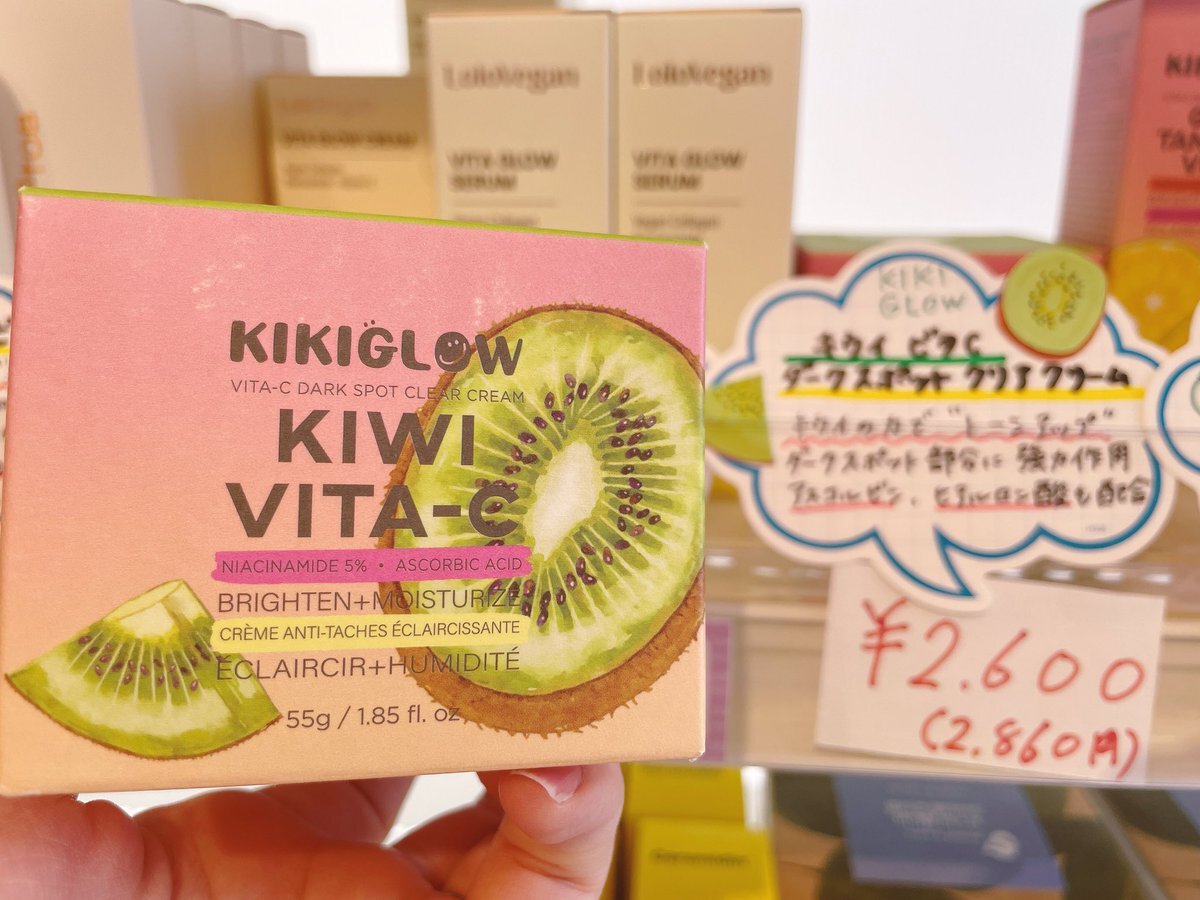 KIKIGLOW
VITA-C DARK SPOT CLEAR CREAM
KIWI
VITA-C
NIACINAMIDE 5% • ASCORBIC ACID
BRIGHTEN+MOISTURIZE
CRÈME ANTI-TACHES ÉCLAIRCISSANTE
ÉCLAIRCIR+HUMIDITÉ
55g / 1.85 fl. oz
LoloVegan
VITA GLOW
SERUM
LoloVegan
VITA GLOW
SERUM
VITA GLOW CREAM
KIKI
GLOW
キウイ ビタC
ダークスポット クリア クリーム
キウイの力で"トーンアップ"
ダークスポット部分に強力作用
アスコルビン、ヒアルロン酸も配合
¥2.600
(2.860円)